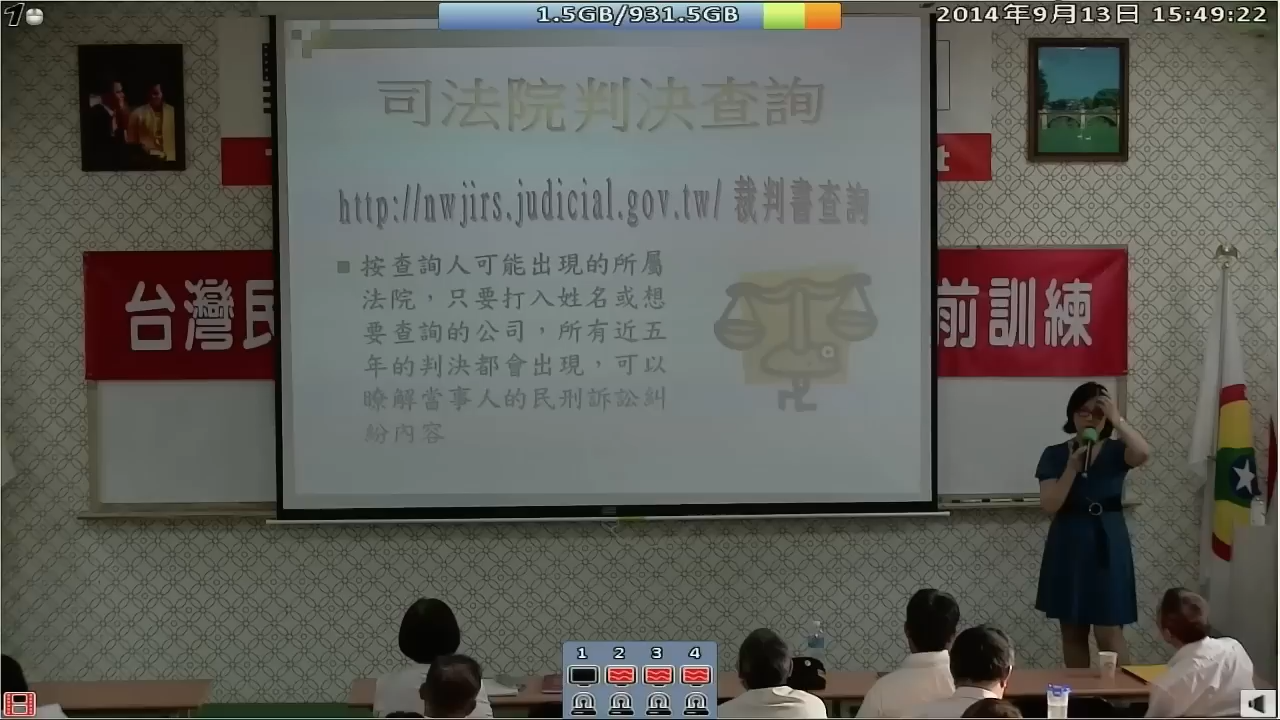 1
1.5GB/931.5GB
2014年9月13日 15:49:22
司法院判決查詢
http://nwjirs.judicial.gov.tw/ 裁判書查詢
■ 按查詢人可能出現的所屬
法院，只要打入姓名或想
要查詢的公司，所有近五
年的判決都會出現，可以
瞭解當事人的民刑訴訟糾
紛內容
t
台灣民
前訓練
1 2 3 4